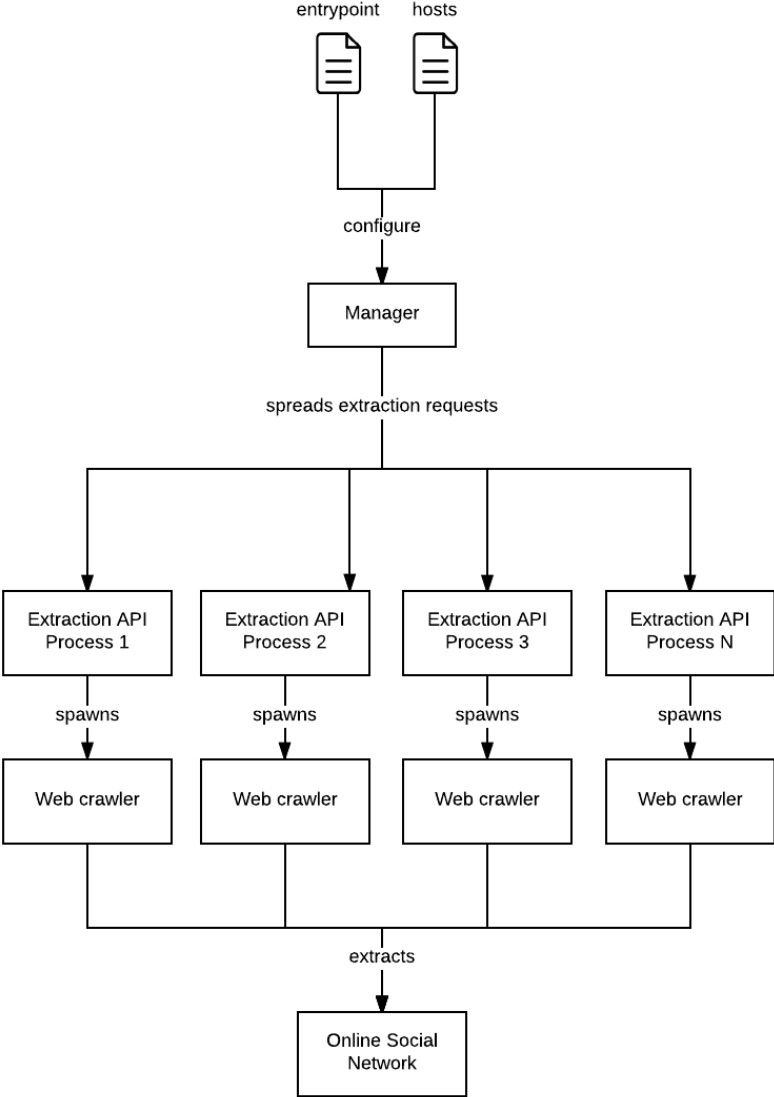 entrypoint
hosts
configure
Manager
spreads extraction requests
Extraction API
Process 1
Extraction API
Process 2
Extraction API
Process 3
Extraction API
Process N
spawns
spawns
spawns
spawns
Web crawler
Web crawler
Web crawler
Web crawler
extracts
Online Social
Network